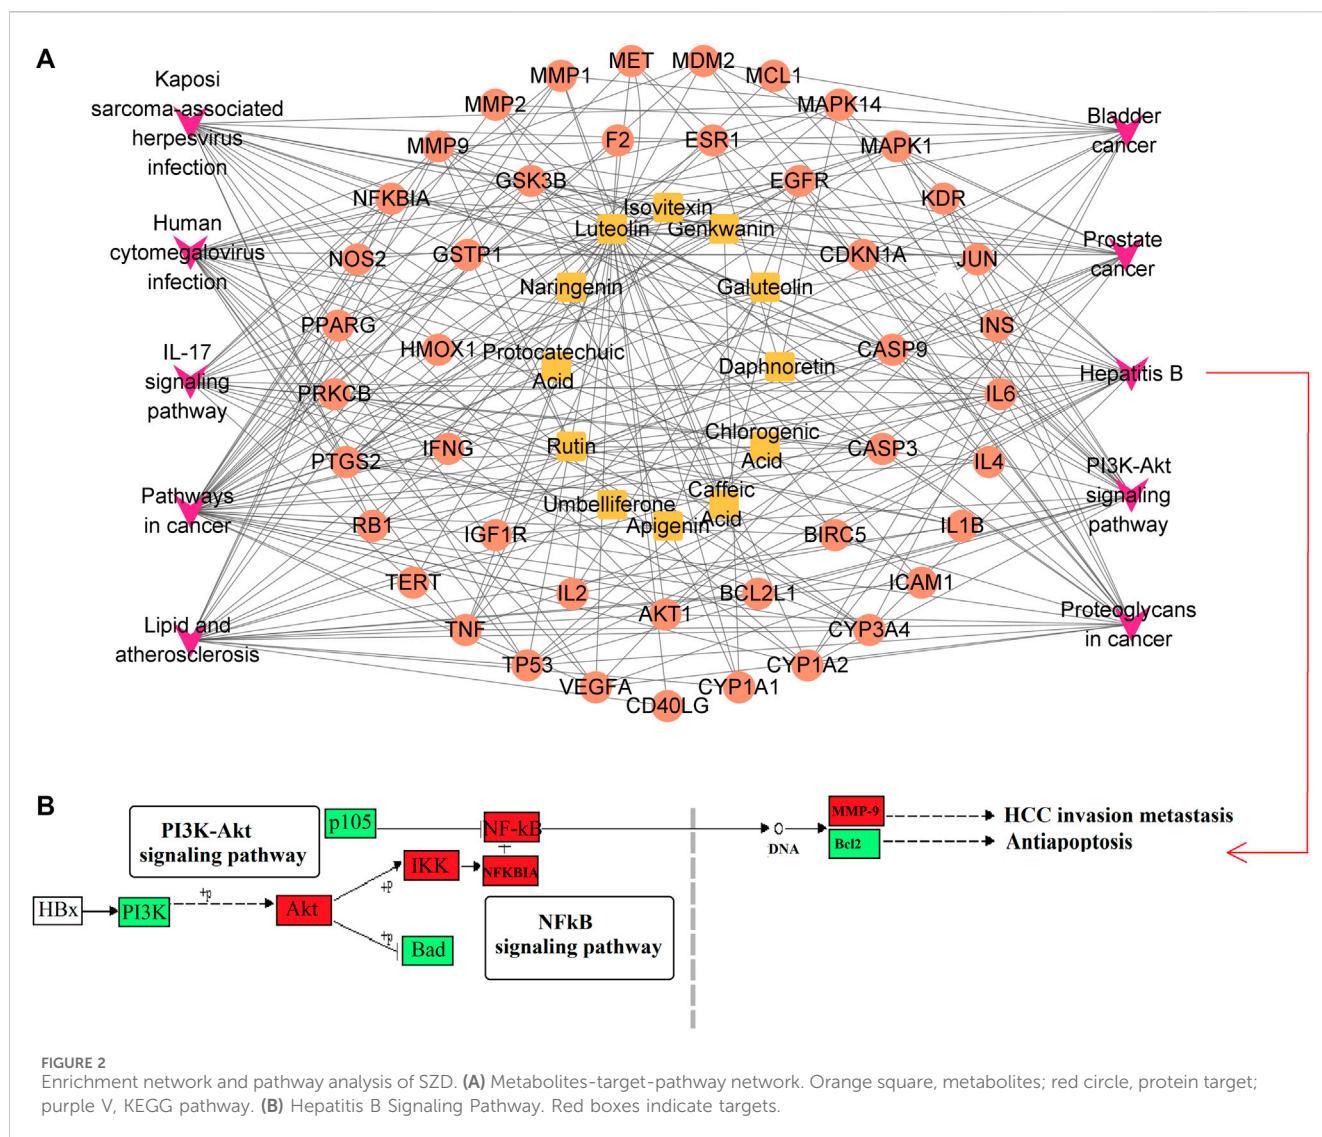 A
Kaposi
sarcoma-associated
herpesvirus
infection
Human
cytomegalovirus
infection
IL-17
signaling
pathway
Pathways
in cancer
Lipid and
atherosclerosis
MET
MDM2
MMP1
MCL1
MMP2
MAPK14
MMP9
F2
ESR1
MAPK1
GSK3B
EGFR
NFKBIA
KDR
Isovitexin
Luteolin
Genkwanin
NOS2
GSTP1
CDKN1A
JUN
Naringenin
Galuteolin
PPARG
INS
HMOX1
Protocatechuic
Acid
Daphnoretin
CASP9
PRKCB
IL6
PTGS2
IFNG
Rutin
Chlorogenic
Acid
CASP3
IL4
Umbelliferone
Apigenin
Caffeic
Acid
RB1
IGF1R
BIRC5
IL1B
TERT
IL2
BCL2L1
ICAM1
TNF
AKT1
CYP3A4
TP53
CYP1A2
VEGFA
CYP1A1
CD40LG
Bladder
cancer
Prostate
cancer
Hepatitis B
PI3K-Akt
signaling
pathway
Proteoglycans
in cancer
B
PI3K-Akt
signaling pathway
p105
NF-kB
IKK
NFKBIA
HBx
PI3K
+p
Akt
+p
+p
Bad
NFkB
signaling pathway
DNA
MMP-9
Bcl2
HCC invasion metastasis
Antiapoptosis
FIGURE 2
Enrichment network and pathway analysis of SZD. (A) Metabolites-target-pathway network. Orange square, metabolites; red circle, protein target;
purple V, KEGG pathway. (B) Hepatitis B Signaling Pathway. Red boxes indicate targets.